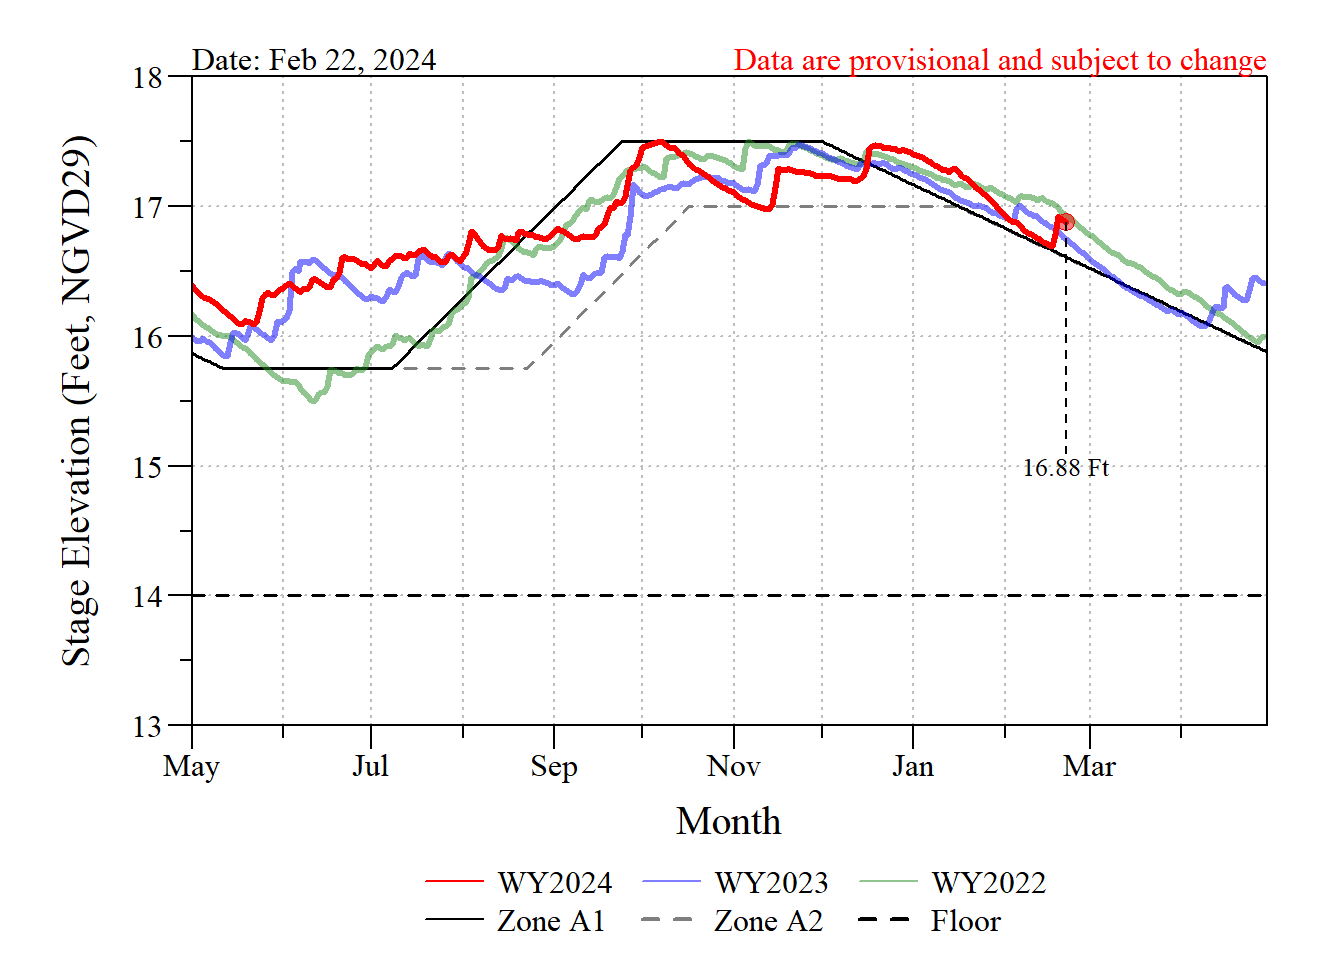 Date: Feb 22, 2024
Data are provisional and subject to change
Stage Elevation (Feet, NGVD29)
18
17
16
15
14
13
16.88 Ft
May Jul Sep Nov Jan Mar
Month
WY2024 WY2023 WY2022
Zone A1 Zone A2 Floor